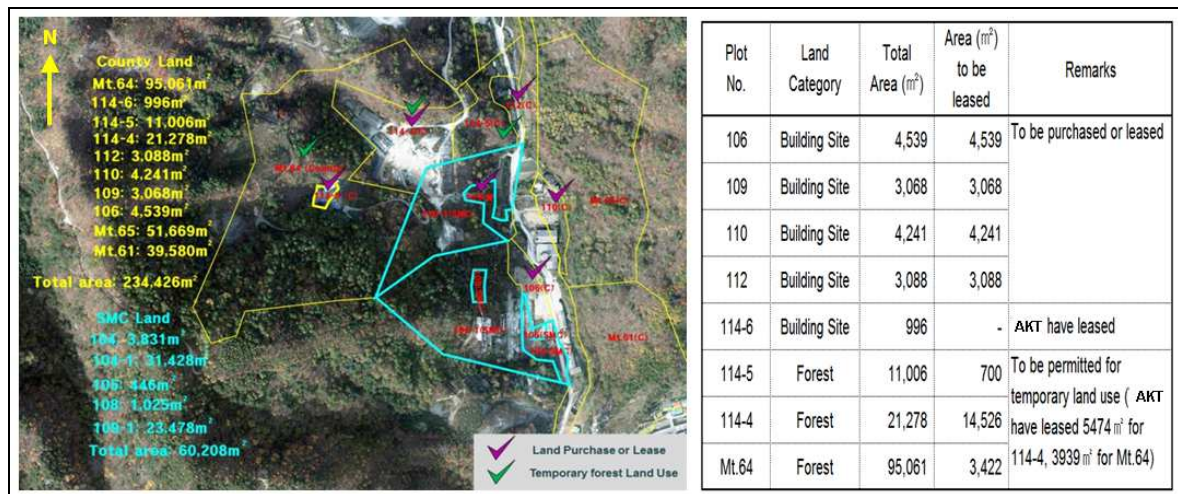 N
County Land
Mt.64: 95,061m²
114-6: 996m²
114-5: 11,006m²
114-4: 21,278m²
112: 3,088m²
110: 4,241m²
109: 3,068m²
106: 4,539m²
Mt.65: 51,669m²
Mt.61: 39,580m²
Total area: 234,426m²
SMC Land
104: 3,831m²
104-1: 31,428m²
105: 446m²
108: 1,025m²
109-1: 23,478m²
Total area: 60,208m²
110(C)
106(C)
Mt.61(C)
Land Purchase or Lease
Temporary forest Land Use
Plot No. Land Category Total Area (㎡) Area (㎡) to be leased Remarks
106 Building Site 4,539 4,539 To be purchased or leased
109 Building Site 3,068 3,068
110 Building Site 4,241 4,241
112 Building Site 3,088 3,088
114-6 Building Site 996 - AKT have leased
114-5 Forest 11,006 700 To be permitted for
114-4 Forest 21,278 14,526 temporary land use ( AKT have leased 5474㎡ for
Mt.64 Forest 95,061 3,422 114-4, 3939㎡ for Mt.64)